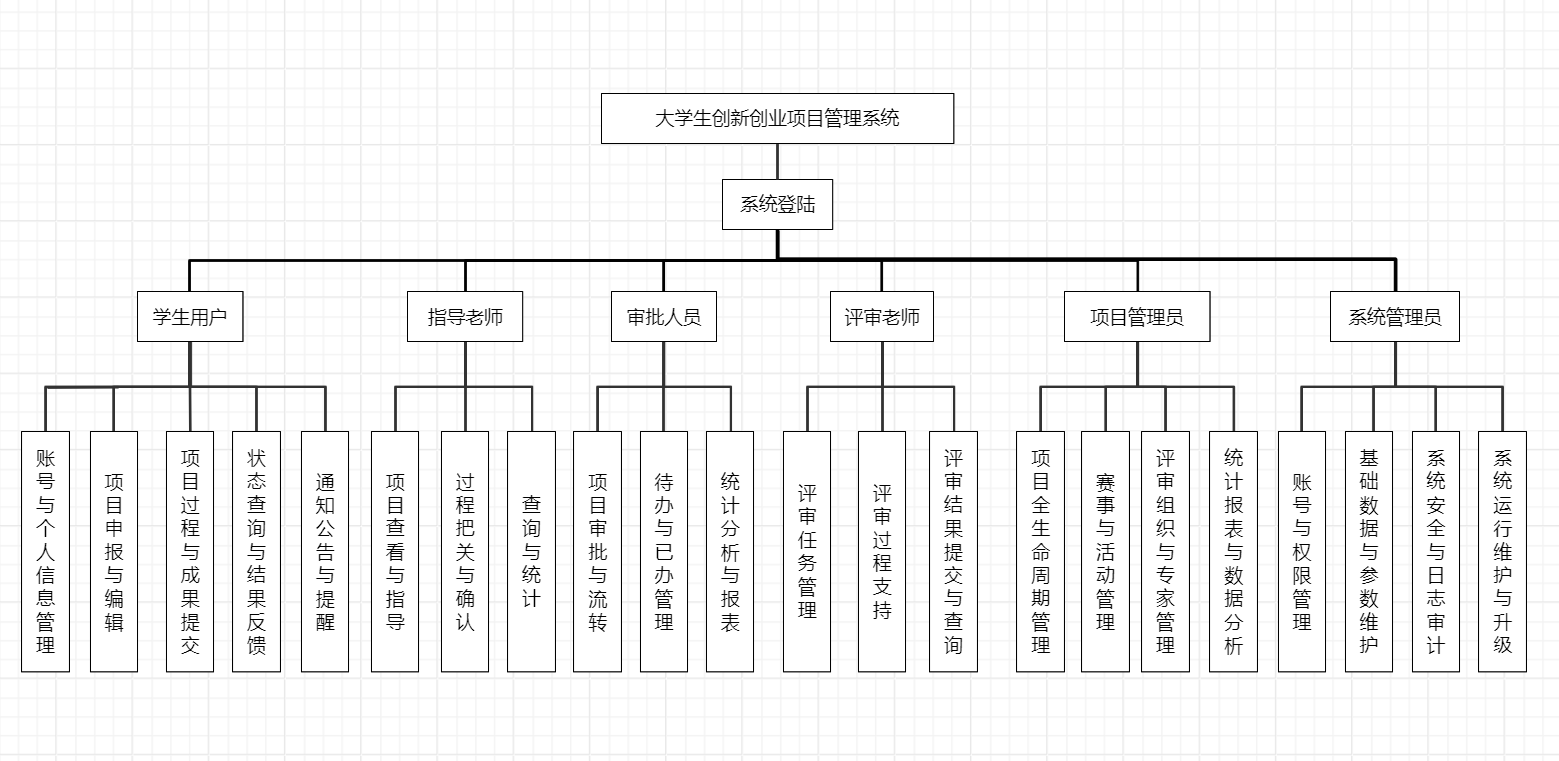 大学生创新创业项目管理系统
系统登陆
学生用户
指导老师
审批人员
评审老师
项目管理员
系统管理员
账号与个人信息管理
项目申报与编辑
项目过程与成果提交
状态查询与结果反馈
通知公告与提醒
项目查看与指导
过程把关与确认
查询与统计
项目审批与流转
待办与已办管理
统计分析与报表
评审任务管理
评审过程支持
评审结果提交与查询
项目全生命周期管理
赛事与活动管理
评审组织与专家管理
统计报表与数据分析
账号与权限管理
基础数据与参数维护
系统安全与日志审计
系统运行维护与升级